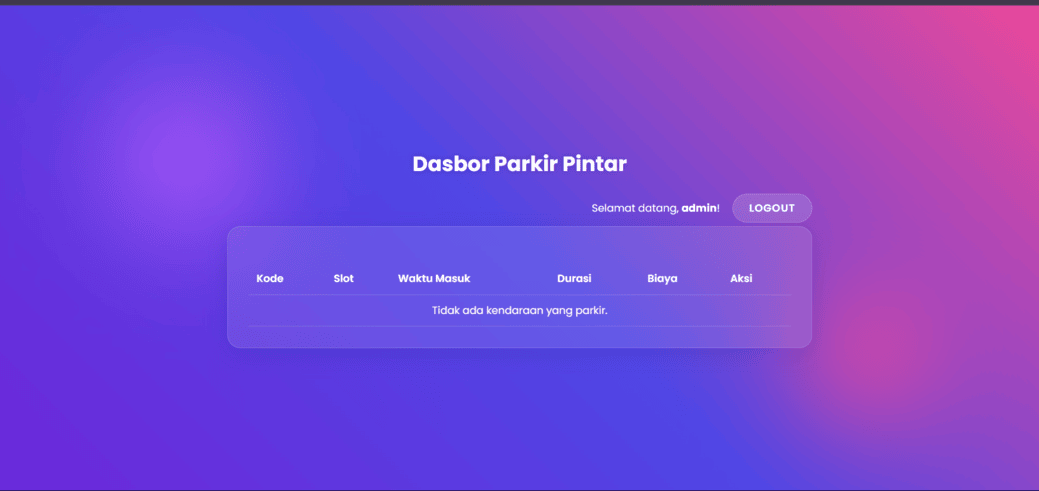 Dasbor Parkir Pintar
Selamat datang, admin! LOGOUT
Kode Slot Waktu Masuk Durasi Biaya Aksi
Tidak ada kendaraan yang parkir.